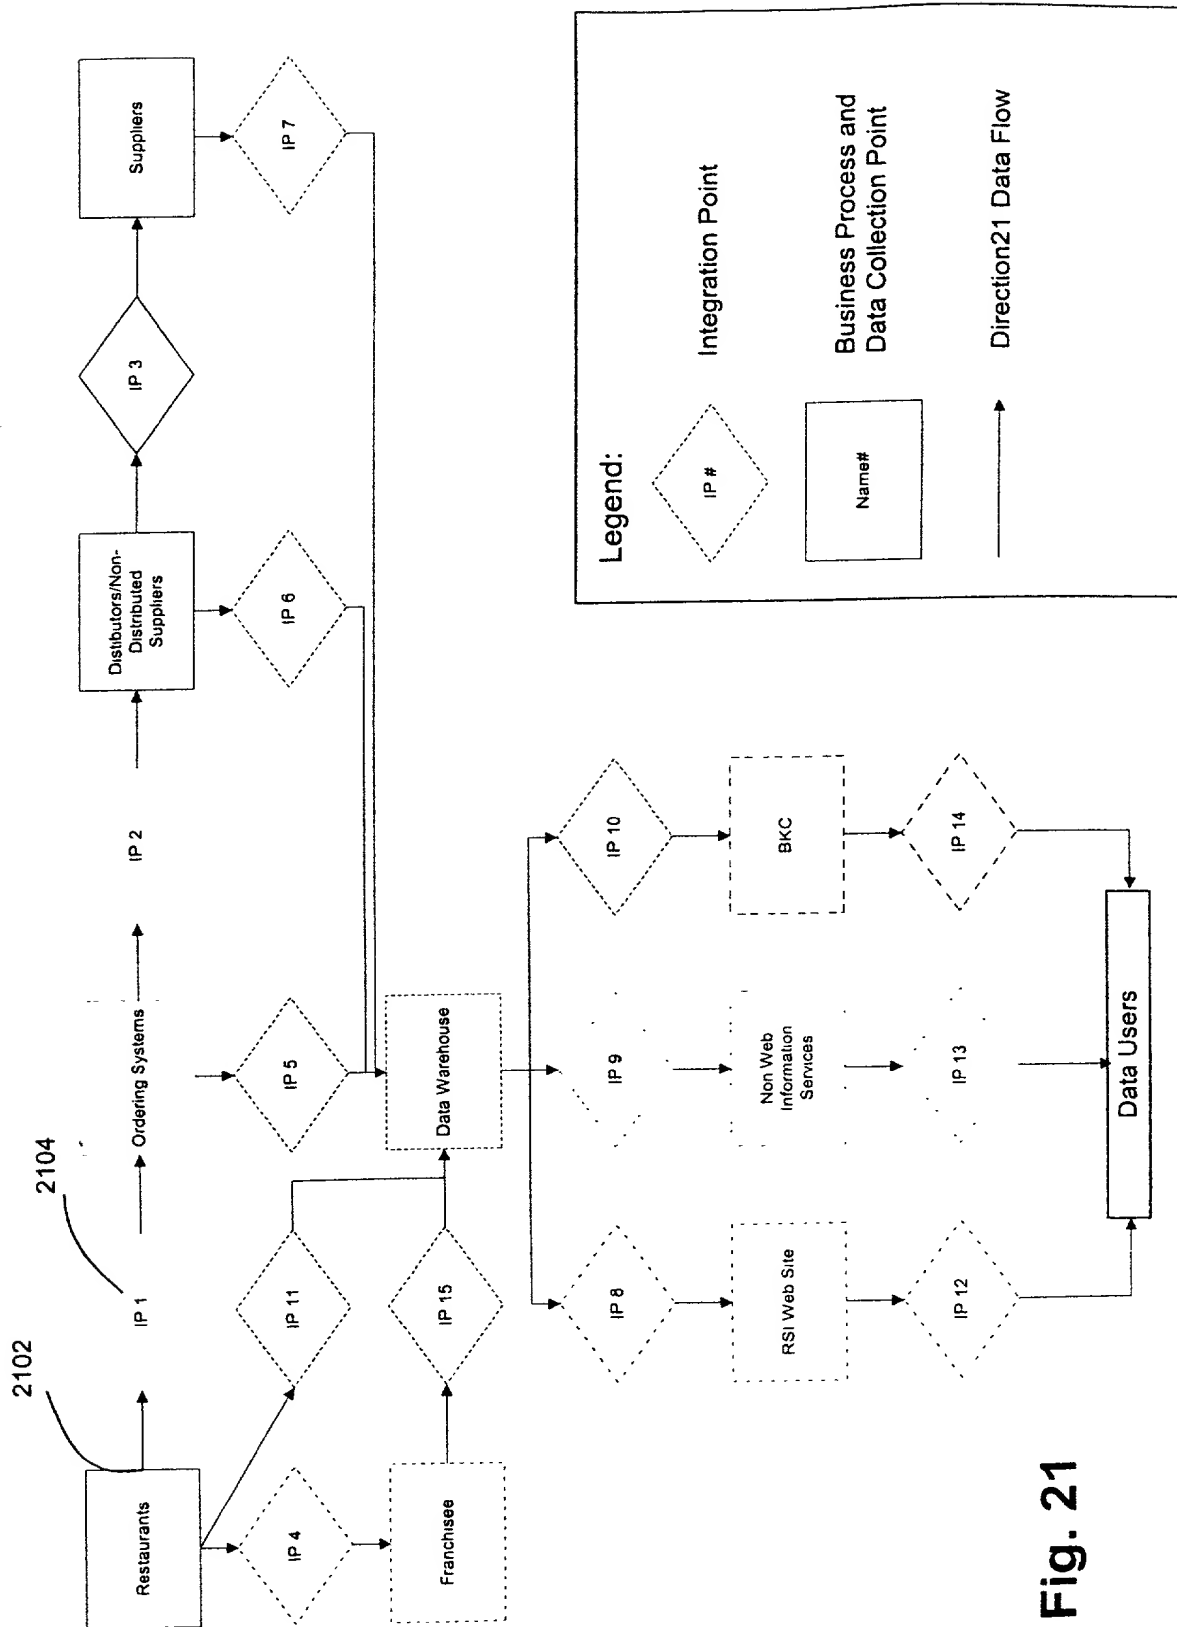 2102
2104
Restaurants
IP 1
Ordering Systems
IP 2
Distibutors/Non-
Distributed
Suppliers
IP 3
Suppliers
IP 4
IP 11
IP 5
IP 6
IP 7
Franchisee
IP 15
Data Warehouse
IP 8
IP 9
IP 10
RSI Web Site
Non Web
Information
Services
BKC
IP 12
IP 13
IP 14
Data Users
Legend:
IP #
Integration Point
Name#
Business Process and
Data Collection Point
Direction21 Data Flow
Fig. 21